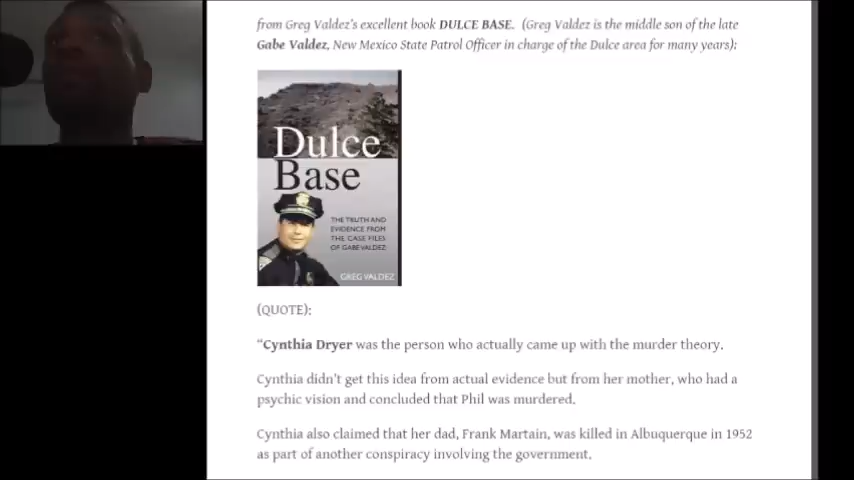 from Greg Valdez's excellent book DULCE BASE. (Greg Valdez is the middle son of the late
Gabe Valdez, New Mexico State Patrol Officer in charge of the Dulce area for many years):
Dulce
Base
THE TRUTH AND
EVIDENCE FROM
THE CASE FILES
OF GABE VALDEZ
GREG VALDEZ
(QUOTE):
"Cynthia Dryer was the person who actually came up with the murder theory.
Cynthia didn't get this idea from actual evidence but from her mother, who had a
psychic vision and concluded that Phil was murdered.
Cynthia also claimed that her dad, Frank Martain, was killed in Albuquerque in 1952
as part of another conspiracy involving the government.